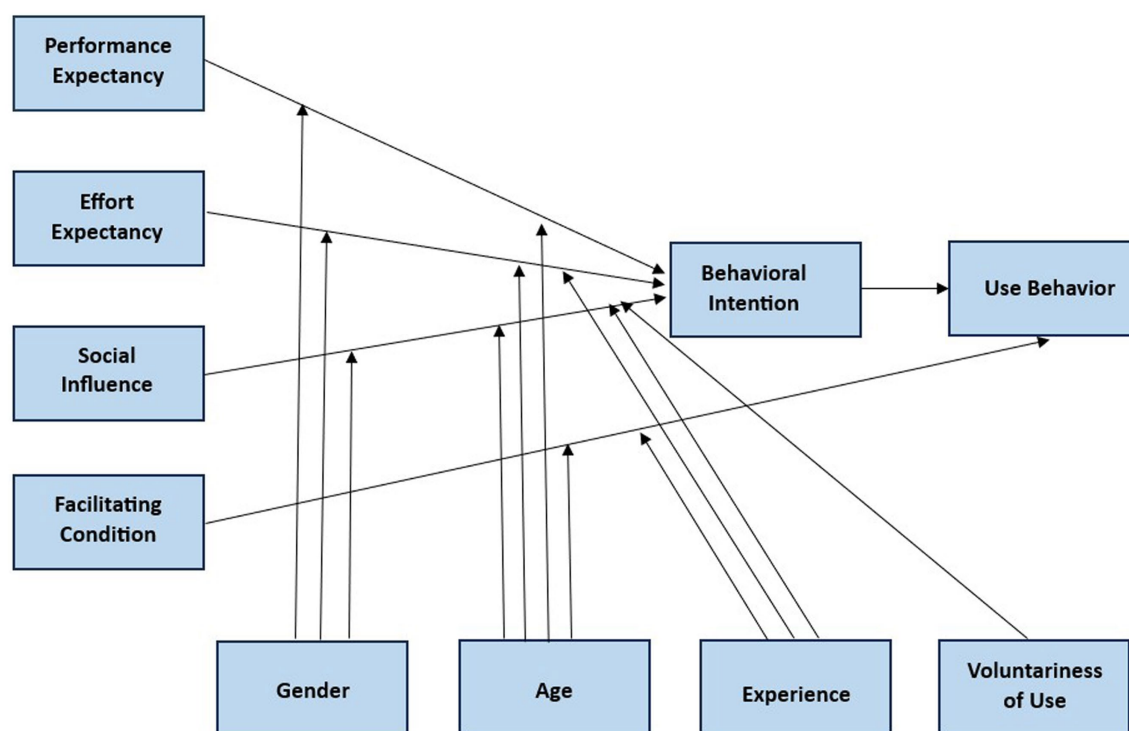 Performance
Expectancy
Effort
Expectancy
Behavioral
Intention
Use Behavior
Social
Influence
Facilitating
Condition
Gender
Age
Experience
Voluntariness
of Use